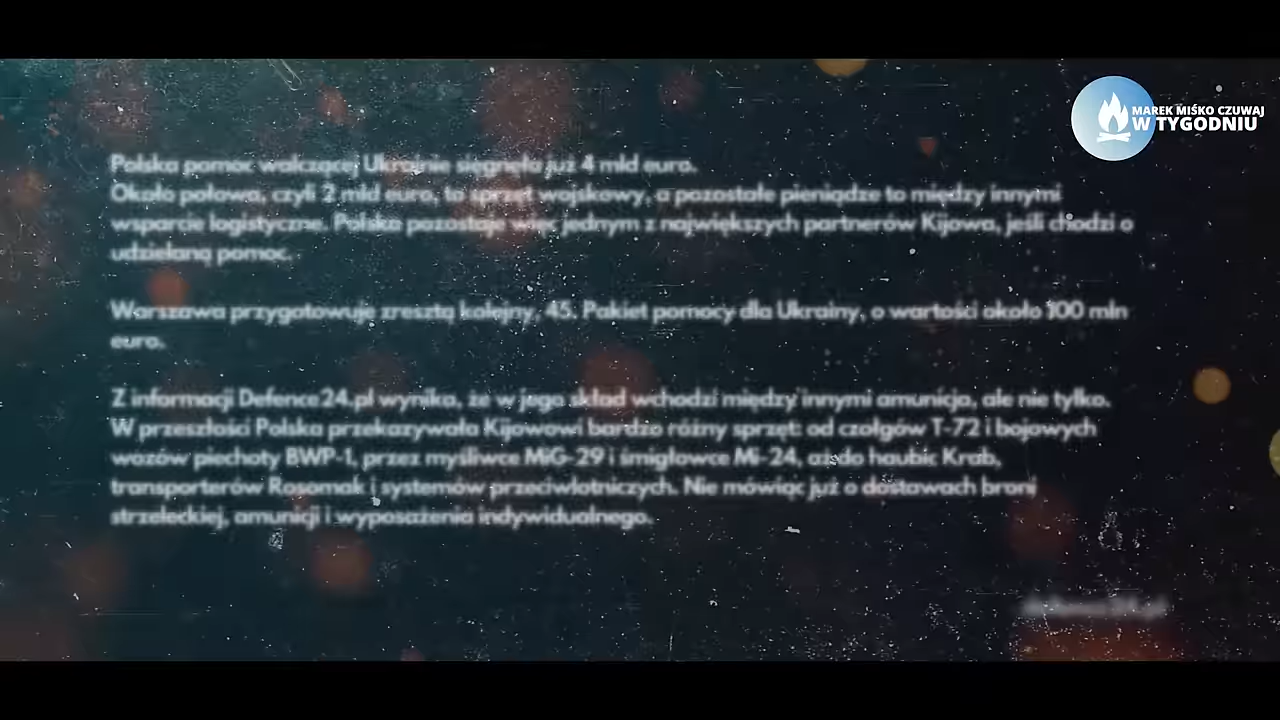 MAREK MIŚKO CZUWAJ
W TYGODNIU
Polska pomoc walczącej Ukrainie sięgnęła już 4 mld euro.
Około połowa, czyli 2 mld euro, to sprzęt wojskowy, a pozostałe pieniądze to między innymi
wsparcie logistyczne. Polska pozostaje więc jednym z największych partnerów Kijowa, jeśli chodzi o
udzielaną pomoc.
Warszawa przygotowuje zresztą kolejny, 45. Pakiet pomocy dla Ukrainy, o wartości około 100 mln
euro.
Z informacji Defence24.pl wynika, że w jego skład wchodzi między innymi amunicja, ale nie tylko.
W przeszłości Polska przekazywała Kijowowi bardzo różny sprzęt: od czołgów T-72 i bojowych
wozów piechoty BWP-1, przez myśliwce MiG-29 i śmigłowce Mi-24, aż do haubic Krab,
transporterów Rosomak i systemów przeciwlotniczych. Nie mówiąc już o dostawach broni
strzeleckiej, amunicji i wyposażenia indywidualnego.
defence24.pl